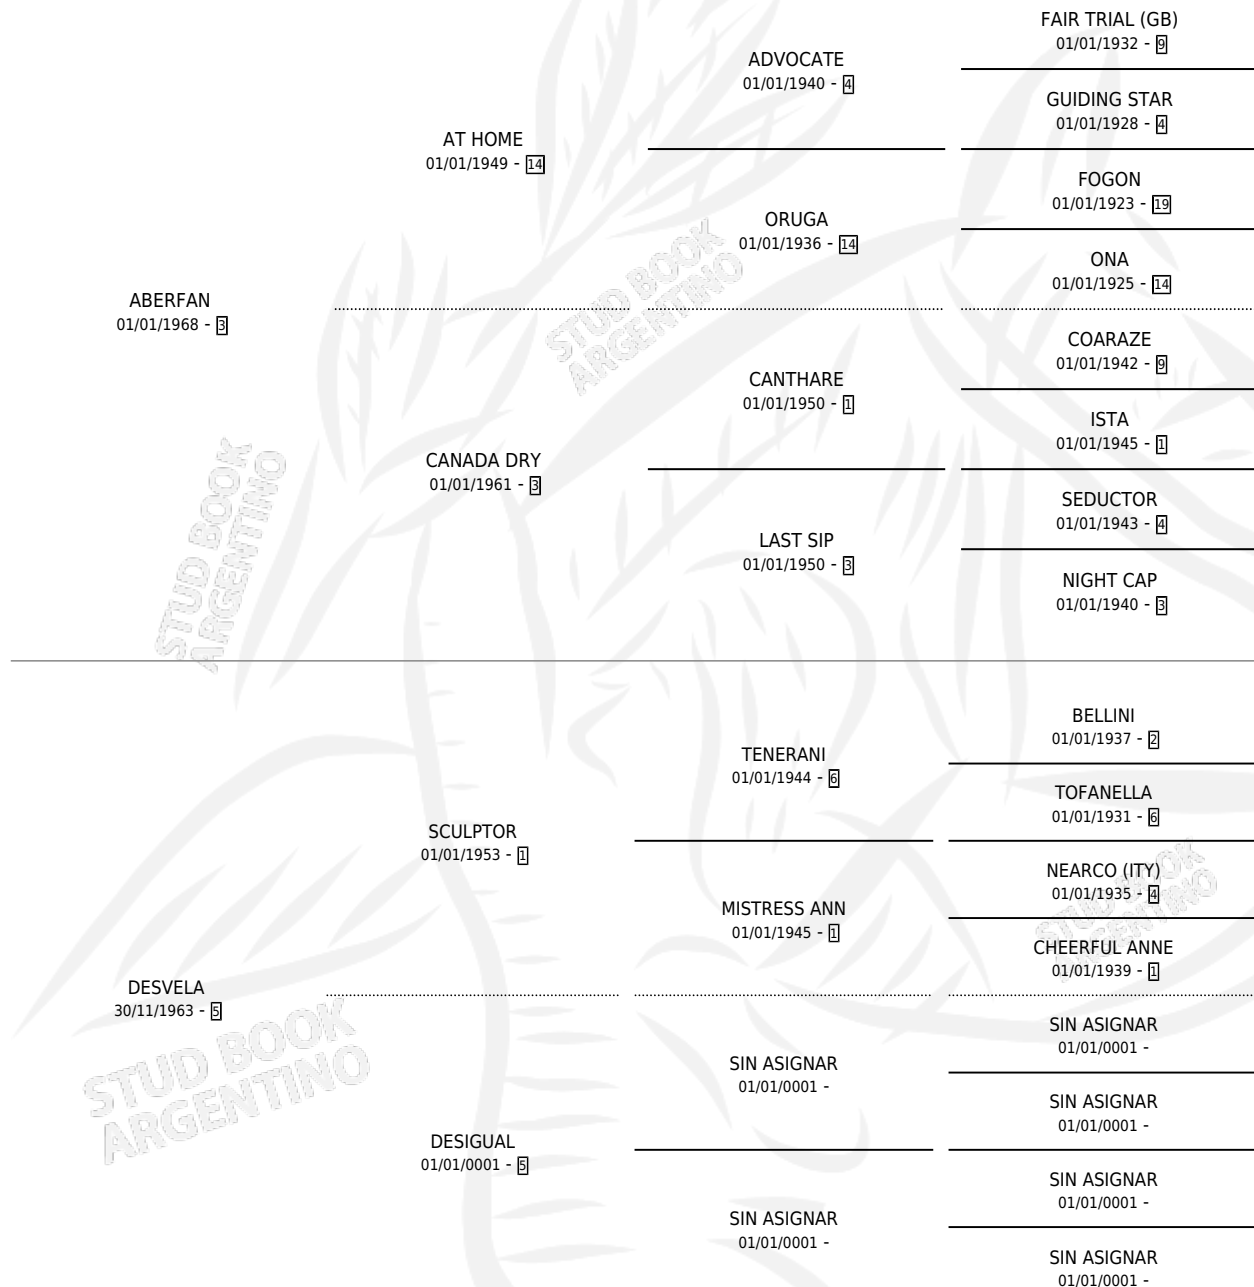 FAIR TRIAL (GB)
01/01/1932 - 9
ADVOCATE
01/01/1940 - 4
GUIDING STAR
01/01/1928 - 4
AT HOME
01/01/1949 - 14
FOGON
01/01/1923 - 19
ORUGA
01/01/1936 - 14
ONA
01/01/1925 - 14
ABERFAN
01/01/1968 - 3
STUD BOOK
ARGENTINO
COARAZE
01/01/1942 - 9
CANTHARE
01/01/1950 - 1
ISTA
01/01/1945 - 1
CANADA DRY
01/01/1961 - 3
SEDUCTOR
01/01/1943 - 4
LAST SIP
01/01/1950 - 3
NIGHT CAP
01/01/1940 - 3
STUD BOOK
ARGENTINO
BELLINI
01/01/1937 - 2
TENERANI
01/01/1944 - 6
TOFANELLA
01/01/1931 - 6
SCULPTOR
01/01/1953 - 1
NEARCO (ITY)
01/01/1935 - 4
MISTRESS ANN
01/01/1945 - 1
STUD BOOK
ARGENTINO
CHEERFUL ANNE
01/01/1939 - 1
DESVELA
30/11/1963 - 5
STUD BOOK
ARGENTINO
SIN ASIGNAR
01/01/0001 -
SIN ASIGNAR
01/01/0001 -
SIN ASIGNAR
01/01/0001 -
DESIGUAL
01/01/0001 - 5
SIN ASIGNAR
01/01/0001 -
SIN ASIGNAR
01/01/0001 -
SIN ASIGNAR
01/01/0001 -